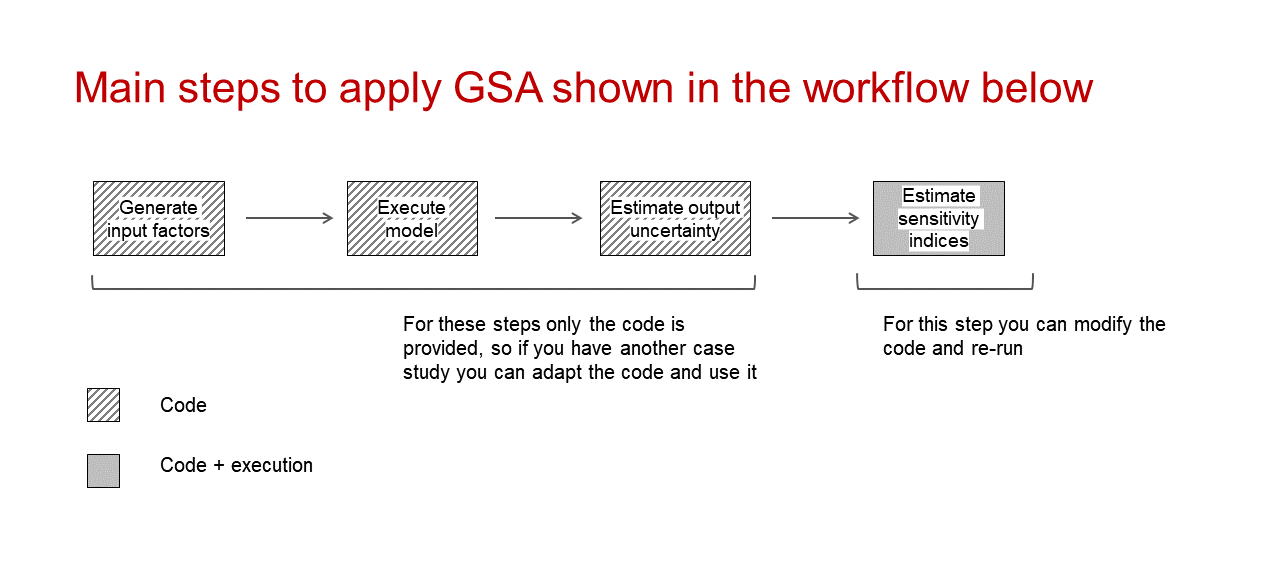 Main steps to apply GSA shown in the workflow below
Generate
input factors
Execute
model
Estimate output
uncertainty
Estimate
sensitivity
indices
For these steps only the code is
provided, so if you have another case
study you can adapt the code and use it
For this step you can modify the
code and re-run
Code
Code + execution